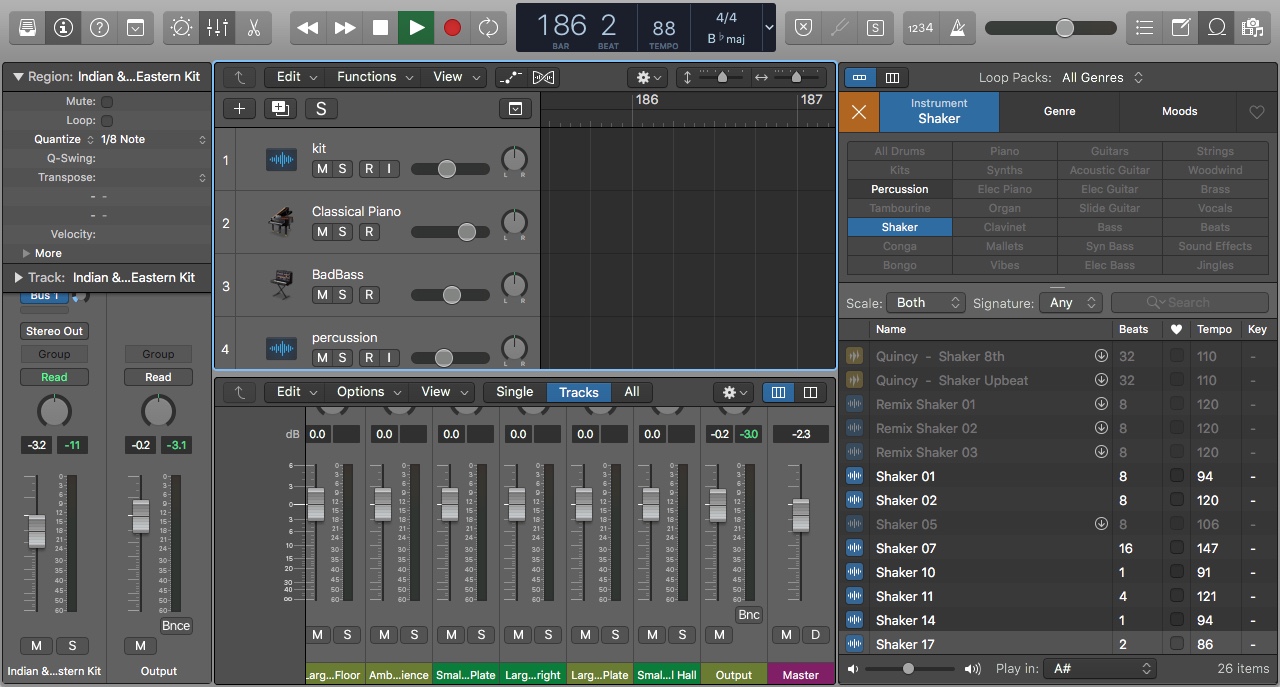 1234
186 2
BAR BEAT
88
TEMPO
4/4
B♭maj
Region: Indian &...Eastern Kit
Mute:
Loop:
Quantize 1/8 Note
Q-Swing:
Transpose:
- -
- -
Velocity:
More
Track: Indian &...Eastern Kit
Bus 1
Stereo Out
Group Group
Read Read
-3.2 -11 -0.2 -3.1
Bnce
M S M
Indian &...stern Kit Output
Edit Functions View
S
186 187
1 kit
M S R I
L R
2 Classical Piano
M S R
L R
3 BadBass
M S R
L R
4 percussion
M S R I
L R
Edit Options View Single Tracks All
dB 0.0 0.0 0.0 0.0 0.0 0.0 -0.2 -3.0 -2.3
Bnc
M S M S M S M S M S M S M M D
arg...Floor Amb...ience Smal...Plate Larg...right Larg...Plate Smal...l Hall Output Master
Loop Packs: All Genres
Instrument
Shaker
Genre Moods
All Drums Piano Guitars Strings
Kits Synths Acoustic Guitar Woodwind
Percussion Elec Piano Elec Guitar Brass
Tambourine Organ Slide Guitar Vocals
Shaker Clavinet Bass Beats
Conga Mallets Syn Bass Sound Effects
Bongo Vibes Elec Bass Jingles
Scale: Both Signature: Any Search
Name Beats Tempo Key
Quincy - Shaker 8th 32 110 -
Quincy - Shaker Upbeat 32 110 -
Remix Shaker 01 8 120 -
Remix Shaker 02 8 120 -
Remix Shaker 03 8 120 -
Shaker 01 8 94 -
Shaker 02 8 120 -
Shaker 05 8 106 -
Shaker 07 16 147 -
Shaker 10 1 91 -
Shaker 11 4 121 -
Shaker 14 1 94 -
Shaker 17 2 86 -
Play in: A# 26 items